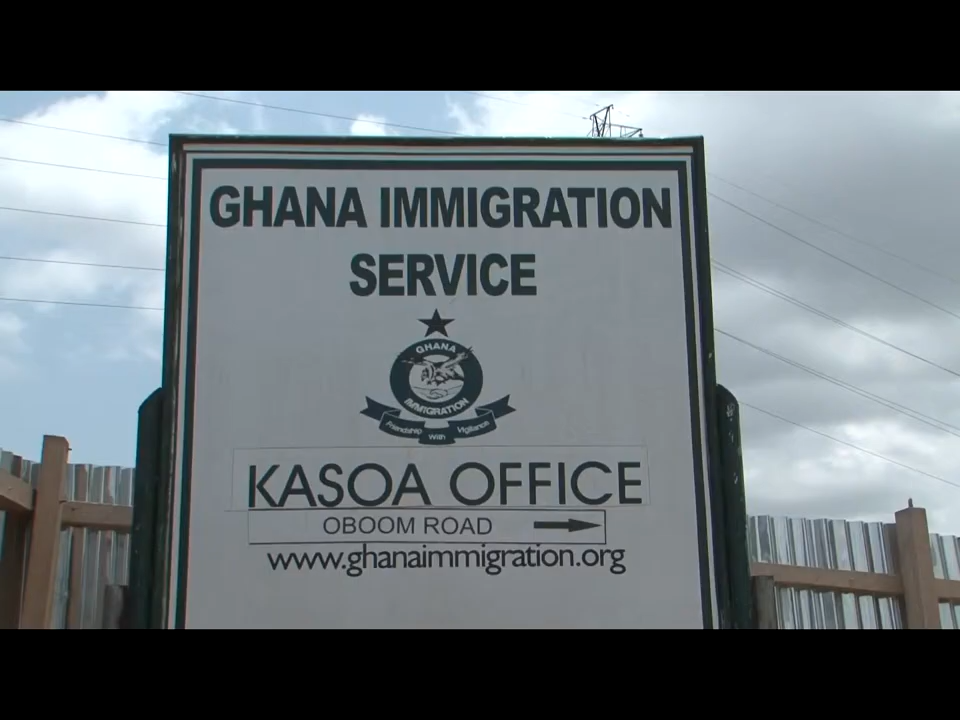 GHANA IMMIGRATION
SERVICE
GHANA
IMMIGRATION
Friendship With Vigilance
KASOA OFFICE
OBOOM ROAD
www.ghanaimmigration.org